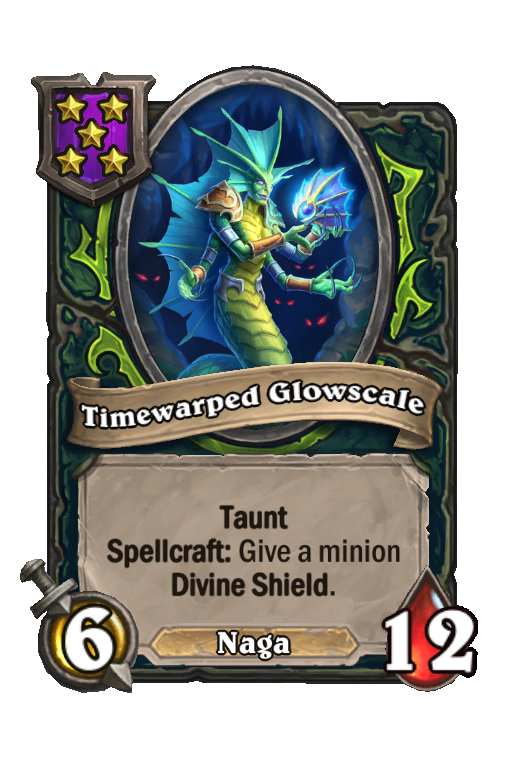 Timewarped Glowscale
Taunt
Spellcraft: Give a minion
Divine Shield.
6
Naga
12